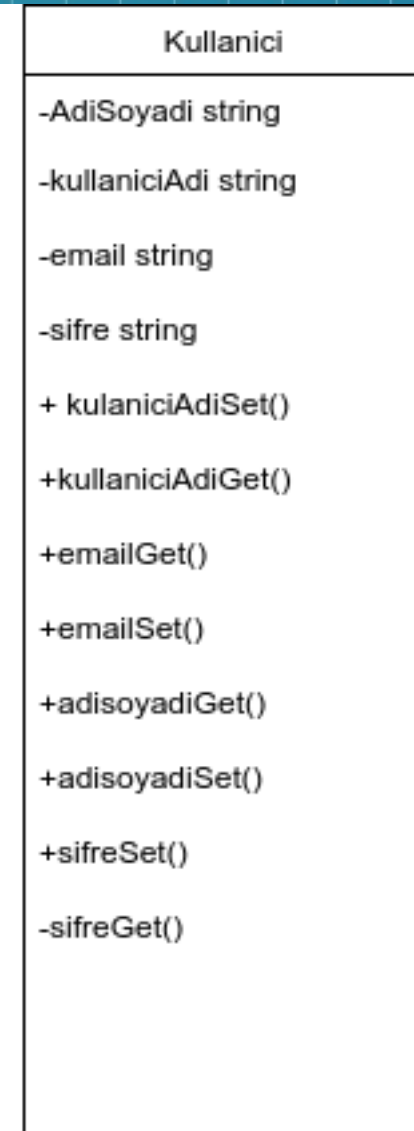 Kullanici
-AdiSoyadi string
-kullaniciAdi string
-email string
-sifre string
+ kulaniciAdiSet()
+kullaniciAdiGet()
+emailGet()
+emailSet()
+adisoyadiGet()
+adisoyadiSet()
+sifreSet()
-sifreGet()